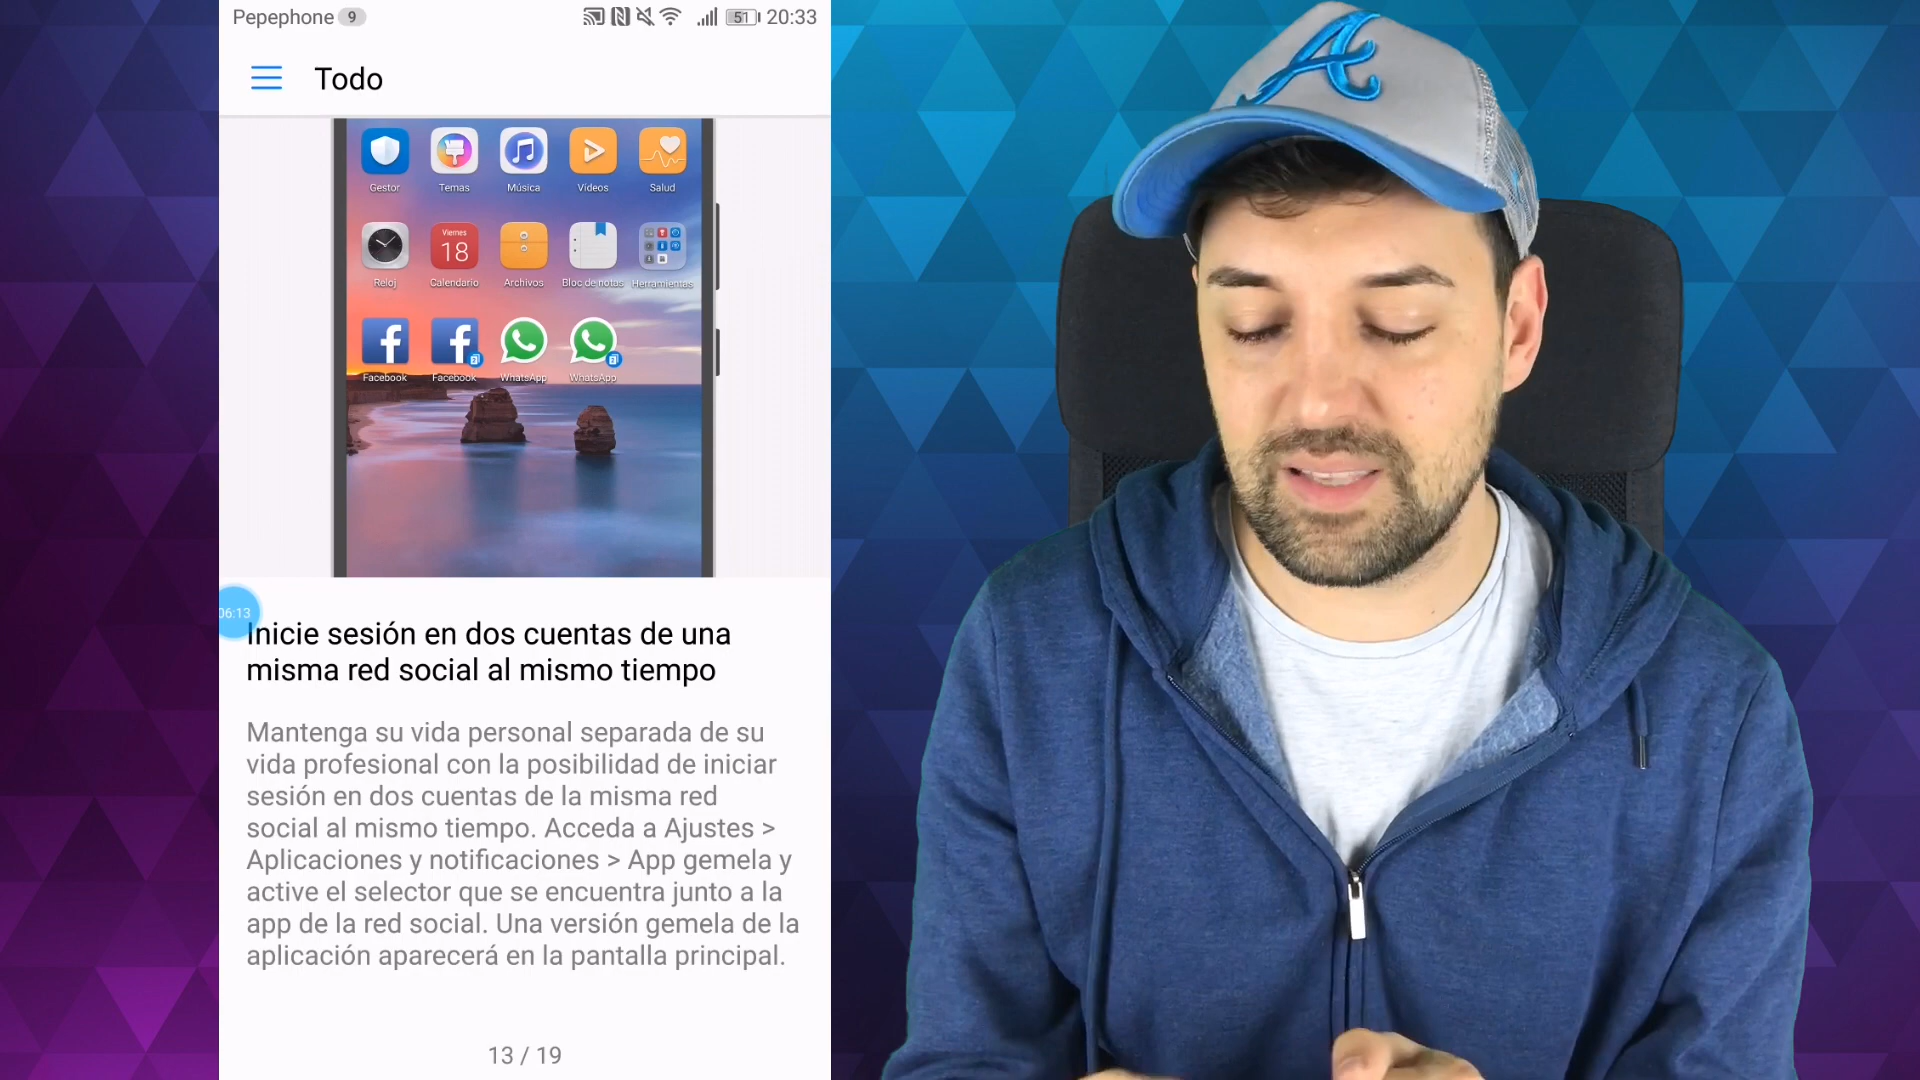 Pepephone 9 51 20:33
Todo
Gestor Temas Música Vídeos Salud
Viernes
18
Reloj Calendario Archivos Bloc de notas Herramientas
Facebook Facebook WhatsApp WhatsApp
06:13
Inicie sesión en dos cuentas de una
misma red social al mismo tiempo
Mantenga su vida personal separada de su
vida profesional con la posibilidad de iniciar
sesión en dos cuentas de la misma red
social al mismo tiempo. Acceda a Ajustes >
Aplicaciones y notificaciones > App gemela y
active el selector que se encuentra junto a la
app de la red social. Una versión gemela de la
aplicación aparecerá en la pantalla principal.
13 / 19
A